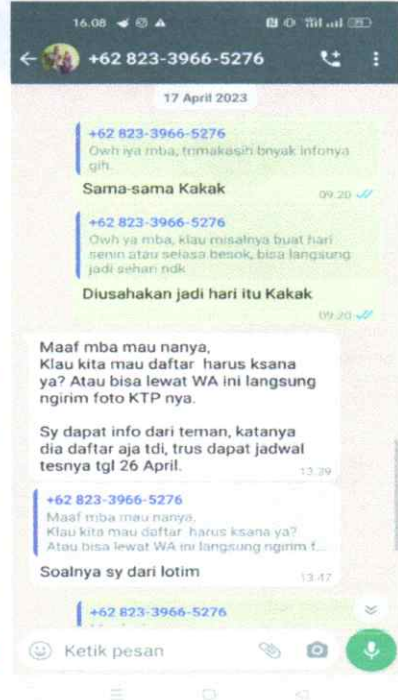 16.08
+62 823-3966-5276
17 April 2023
+62 823-3966-5276
Owh iya mba, trimakasih bnyak infonya
gih.
Sama-sama Kakak
09.20
+62 823-3966-5276
Owh ya mba, klau misalnya buat hari
senin atau selasa besok, bisa langsung
jadi sehari ndk
Diusahakan jadi hari itu Kakak
09.20
Maaf mba mau nanya,
Klau kita mau daftar harus ksana
ya? Atau bisa lewat WA ini langsung
ngirim foto KTP nya.
Sy dapat info dari teman, katanya
dia daftar aja tdi, trus dapat jadwal
tesnya tgl 26 April.
13.39
+62 823-3966-5276
Maaf mba mau nanya,
Klau kita mau daftar harus ksana ya?
Atau bisa lewat WA ini langsung ngirim f...
Soalnya sy dari lotim
13.47
+62 823-3966-5276
Ketik pesan